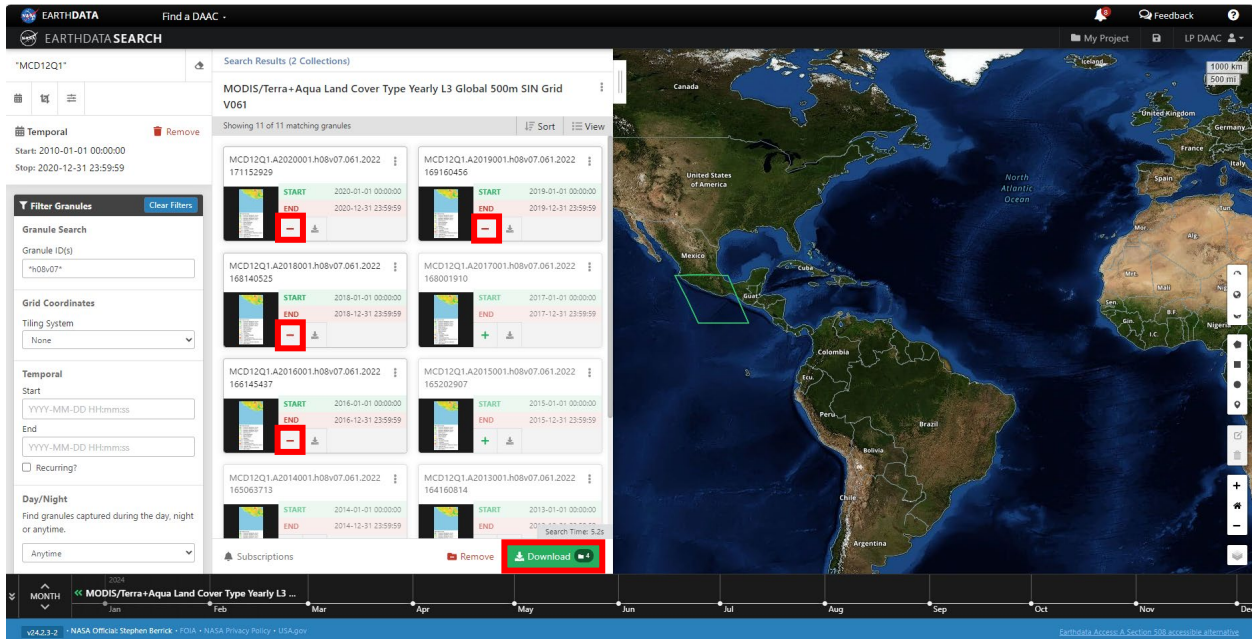 EARTHDATA
Find a DAAC
8
Feedback
EARTHDATA SEARCH
My Project
LP DAAC
"MCD12Q1"
Temporal
Remove
Start: 2010-01-01 00:00:00
Stop: 2020-12-31 23:59:59
Filter Granules
Clear Filters
Granule Search
Granule ID(s)
*h08v07*
Grid Coordinates
Tiling System
None
Temporal
Start
YYYY-MM-DD HH:mm:ss
End
YYYY-MM-DD HH:mm:ss
Recurring?
Day/Night
Find granules captured during the day, night
or anytime.
Anytime
Search Results (2 Collections)
MODIS/Terra+Aqua Land Cover Type Yearly L3 Global 500m SIN Grid
V061
Showing 11 of 11 matching granules
Sort
View
MCD12Q1.A2020001.h08v07.061.2022
171152929
START 2020-01-01 00:00:00
END 2020-12-31 23:59:59
MCD12Q1.A2019001.h08v07.061.2022
169160456
START 2019-01-01 00:00:00
END 2019-12-31 23:59:59
MCD12Q1.A2018001.h08v07.061.2022
168140525
START 2018-01-01 00:00:00
END 2018-12-31 23:59:59
MCD12Q1.A2017001.h08v07.061.2022
168001910
START 2017-01-01 00:00:00
END 2017-12-31 23:59:59
MCD12Q1.A2016001.h08v07.061.2022
166145437
START 2016-01-01 00:00:00
END 2016-12-31 23:59:59
MCD12Q1.A2015001.h08v07.061.2022
165202907
START 2015-01-01 00:00:00
END 2015-12-31 23:59:59
MCD12Q1.A2014001.h08v07.061.2022
165063713
START 2014-01-01 00:00:00
END 2014-12-31 23:59:59
MCD12Q1.A2013001.h08v07.061.2022
164160814
START 2013-01-01 00:00:00
END
Search Time: 5.2s
Subscriptions
Remove
Download 4
1000 km
500 mi
Iceland
Canada
United Kingdom
Germany
France
Italy
Spain
United States
of America
North
Atlantic
Ocean
Tun.
Mor.
Alg.
Mexico
Cuba
Guat.
Mrt.
Mali
Sen.
B.F.
Gin.
I.C.
Nigeria
Colombia
Ecu.
Peru
Brazil
Bolivia
Chile
Argentina
2024
MONTH
MODIS/Terra+Aqua Land Cover Type Yearly L3 ...
Jan
Feb
Mar
Apr
May
Jun
Jul
Aug
Sep
Oct
Nov
v24.2.3-2 • NASA Official: Stephen Berrick • FOIA • NASA Privacy Policy • USA.gov
Earthdata Access: A Section 508 accessible alternative